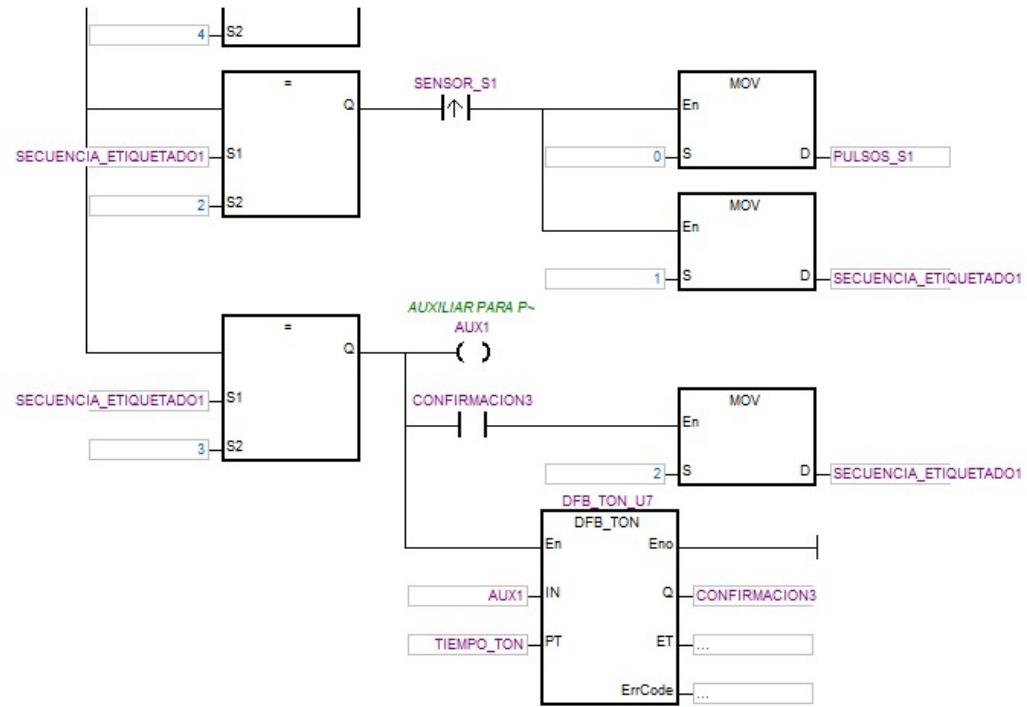 4 S2
= SENSOR_S1 MOV
Q En
SECUENCIA_ETIQUETADO1 S1 0 S D PULSOS_S1
2 S2 MOV
En
1 S D SECUENCIA_ETIQUETADO1
AUXILIAR PARA P~
= AUX1
Q
SECUENCIA_ETIQUETADO1 S1 CONFIRMACION3 MOV
En
3 S2 2 S D SECUENCIA_ETIQUETADO1
DFB_TON_U7
DFB_TON
En Eno
AUX1 IN Q CONFIRMACION3
TIEMPO_TON PT ET ...
ErrCode ...